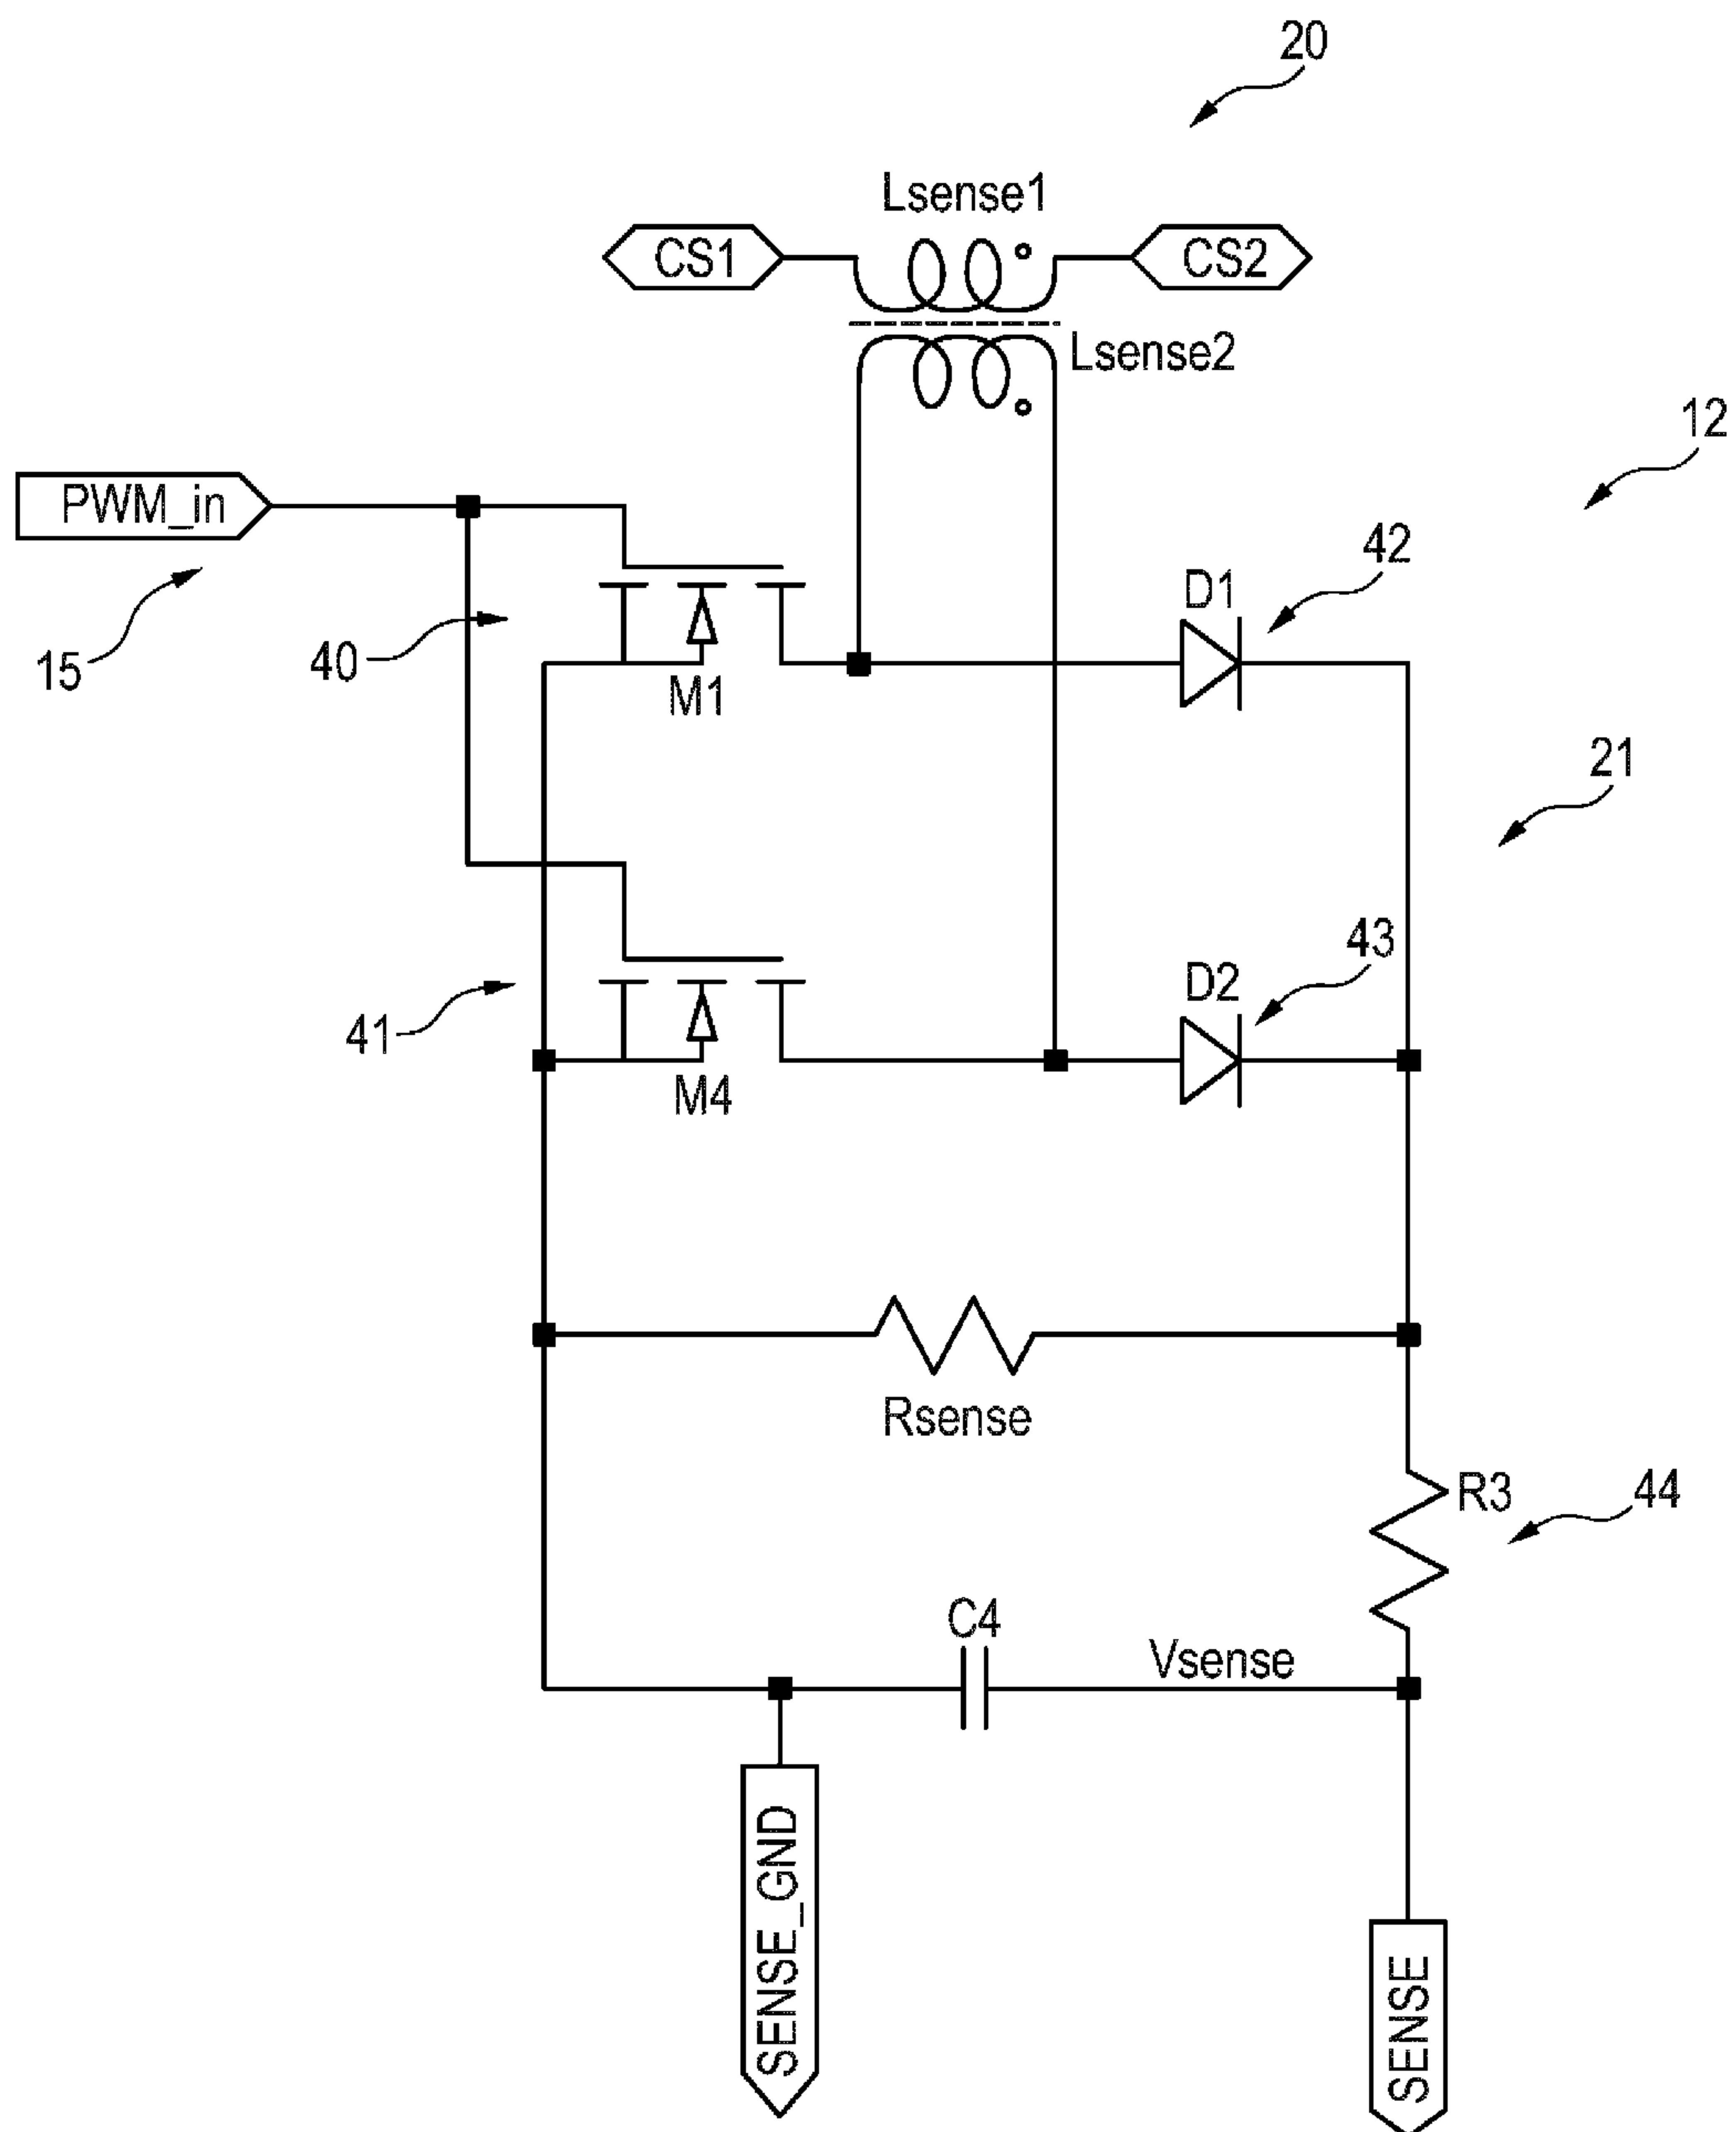 20
Lsense1
CS1
CS2
Lsense2
12
PWM_in
42
D1
15
40
M1
21
43
D2
41
M4
Rsense
R3
44
C4
Vsense
SENSE_GND
SENSE